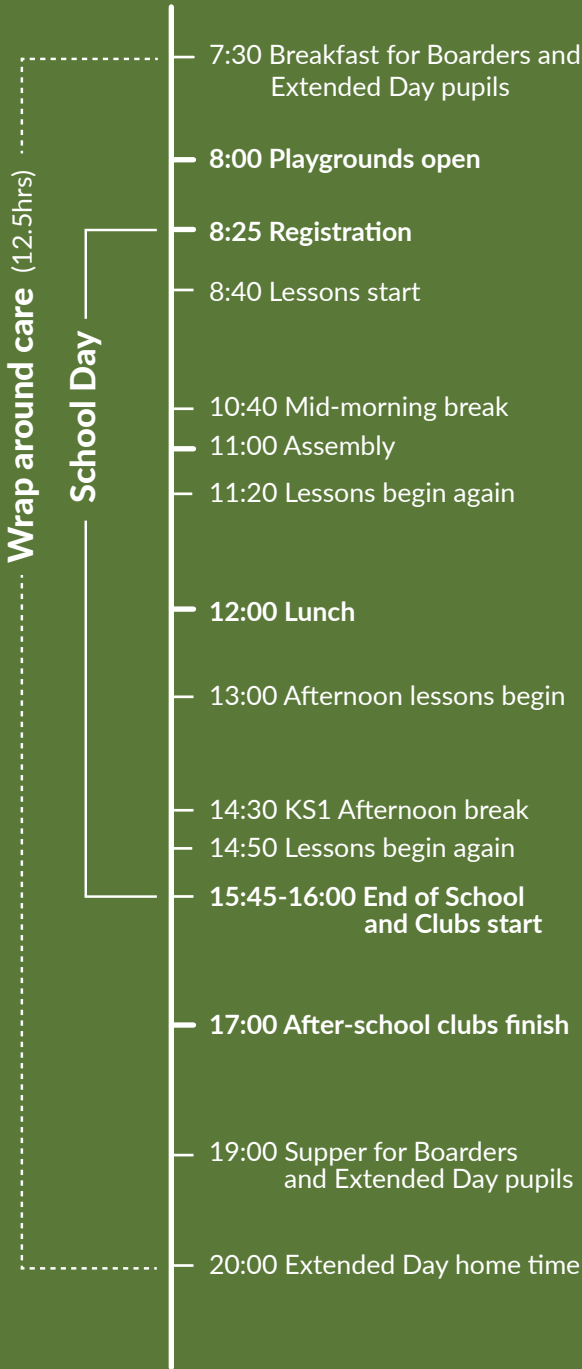 7:30 Breakfast for Boarders and
Extended Day pupils
8:00 Playgrounds open
8:25 Registration
8:40 Lessons start
10:40 Mid-morning break
11:00 Assembly
11:20 Lessons begin again
12:00 Lunch
13:00 Afternoon lessons begin
14:30 KS1 Afternoon break
14:50 Lessons begin again
15:45-16:00 End of School
and Clubs start
17:00 After-school clubs finish
19:00 Supper for Boarders
and Extended Day pupils
20:00 Extended Day home time
Wrap around care (12.5hrs)
School Day